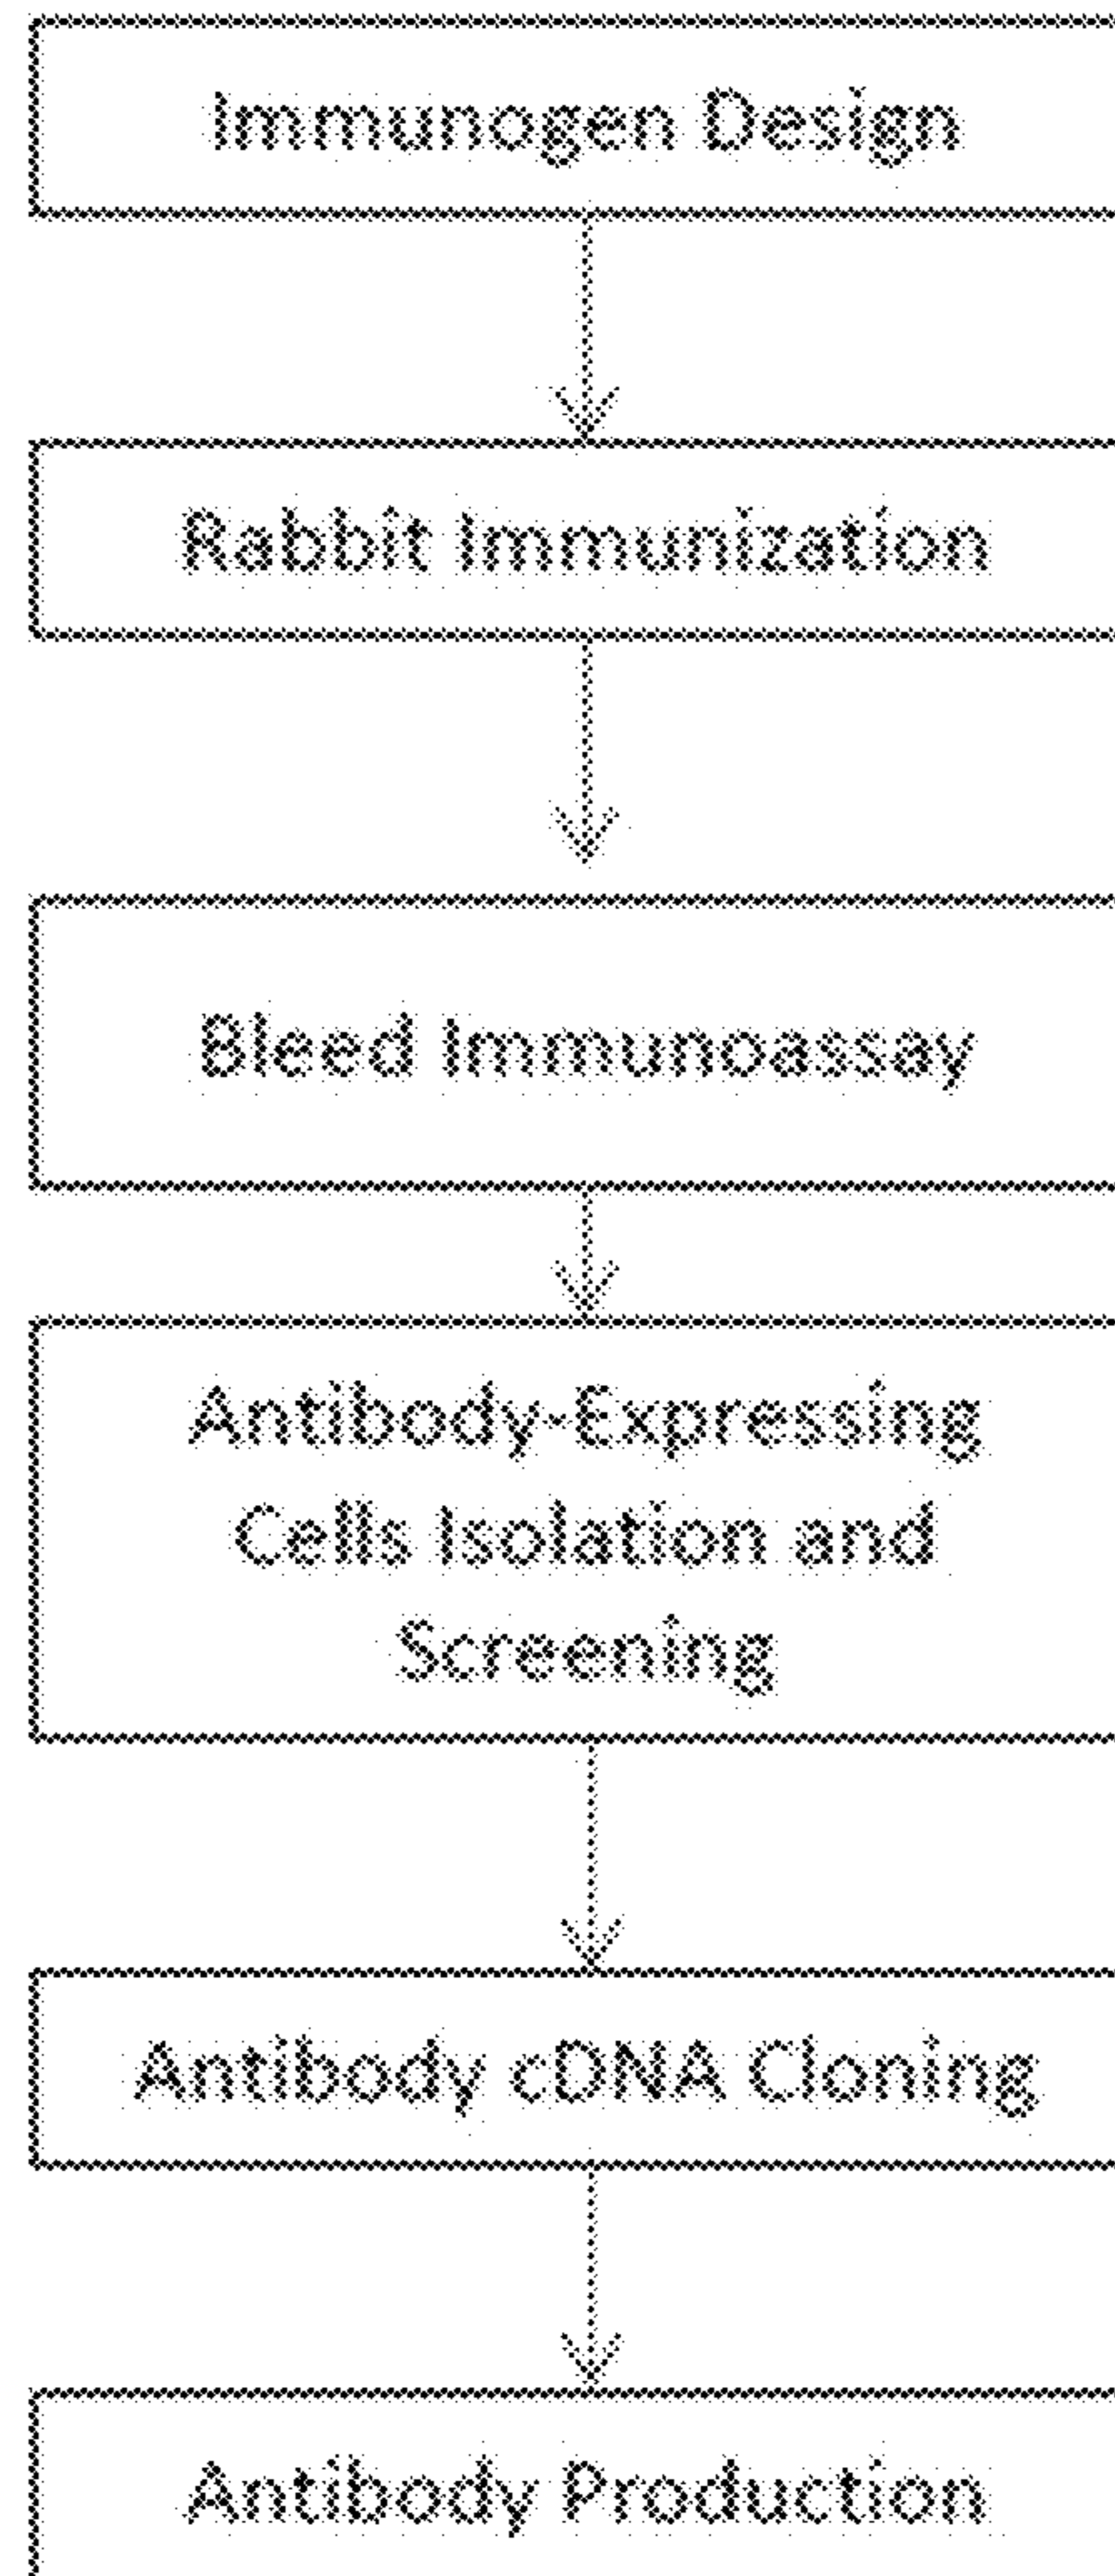 Immunogen Design
Rabbit Immunization
Bleed Immunoassay
Antibody-Expressing
Cells Isolation and
Screening
Antibody cDNA Cloning
Antibody Production